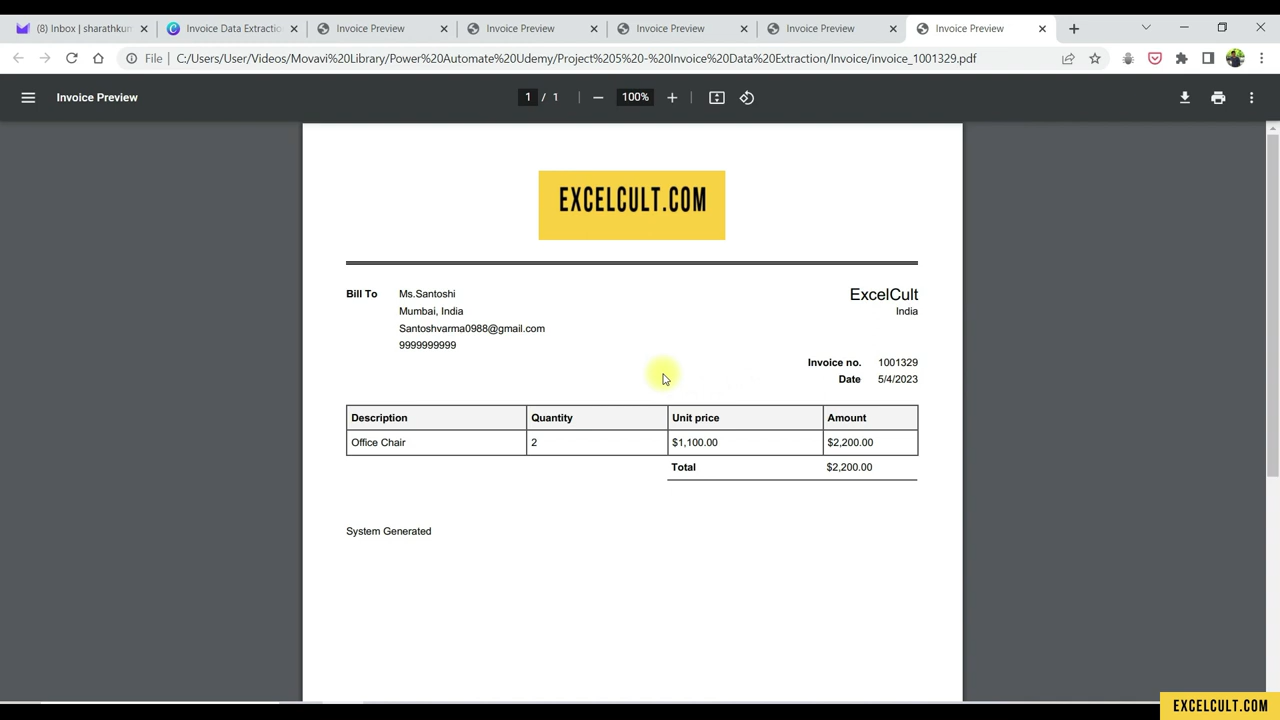 (8) Inbox | sharathkum
Invoice Data Extractio
Invoice Preview
Invoice Preview
Invoice Preview
Invoice Preview
Invoice Preview
File
C:/Users/User/Videos/Movavi%20Library/Power%20Automate%20Udemy/Project%205%20-%20Invoice%20Data%20Extraction/Invoice/invoice_1001329.pdf
Invoice Preview
1 / 1
100%
EXCELCULT.COM
Bill To
Ms.Santoshi
Mumbai, India
Santoshvarma0988@gmail.com
9999999999
ExcelCult
India
Invoice no. 1001329
Date 5/4/2023
Description Quantity Unit price Amount
Office Chair 2 $1,100.00 $2,200.00
Total $2,200.00
System Generated
EXCELCULT.COM